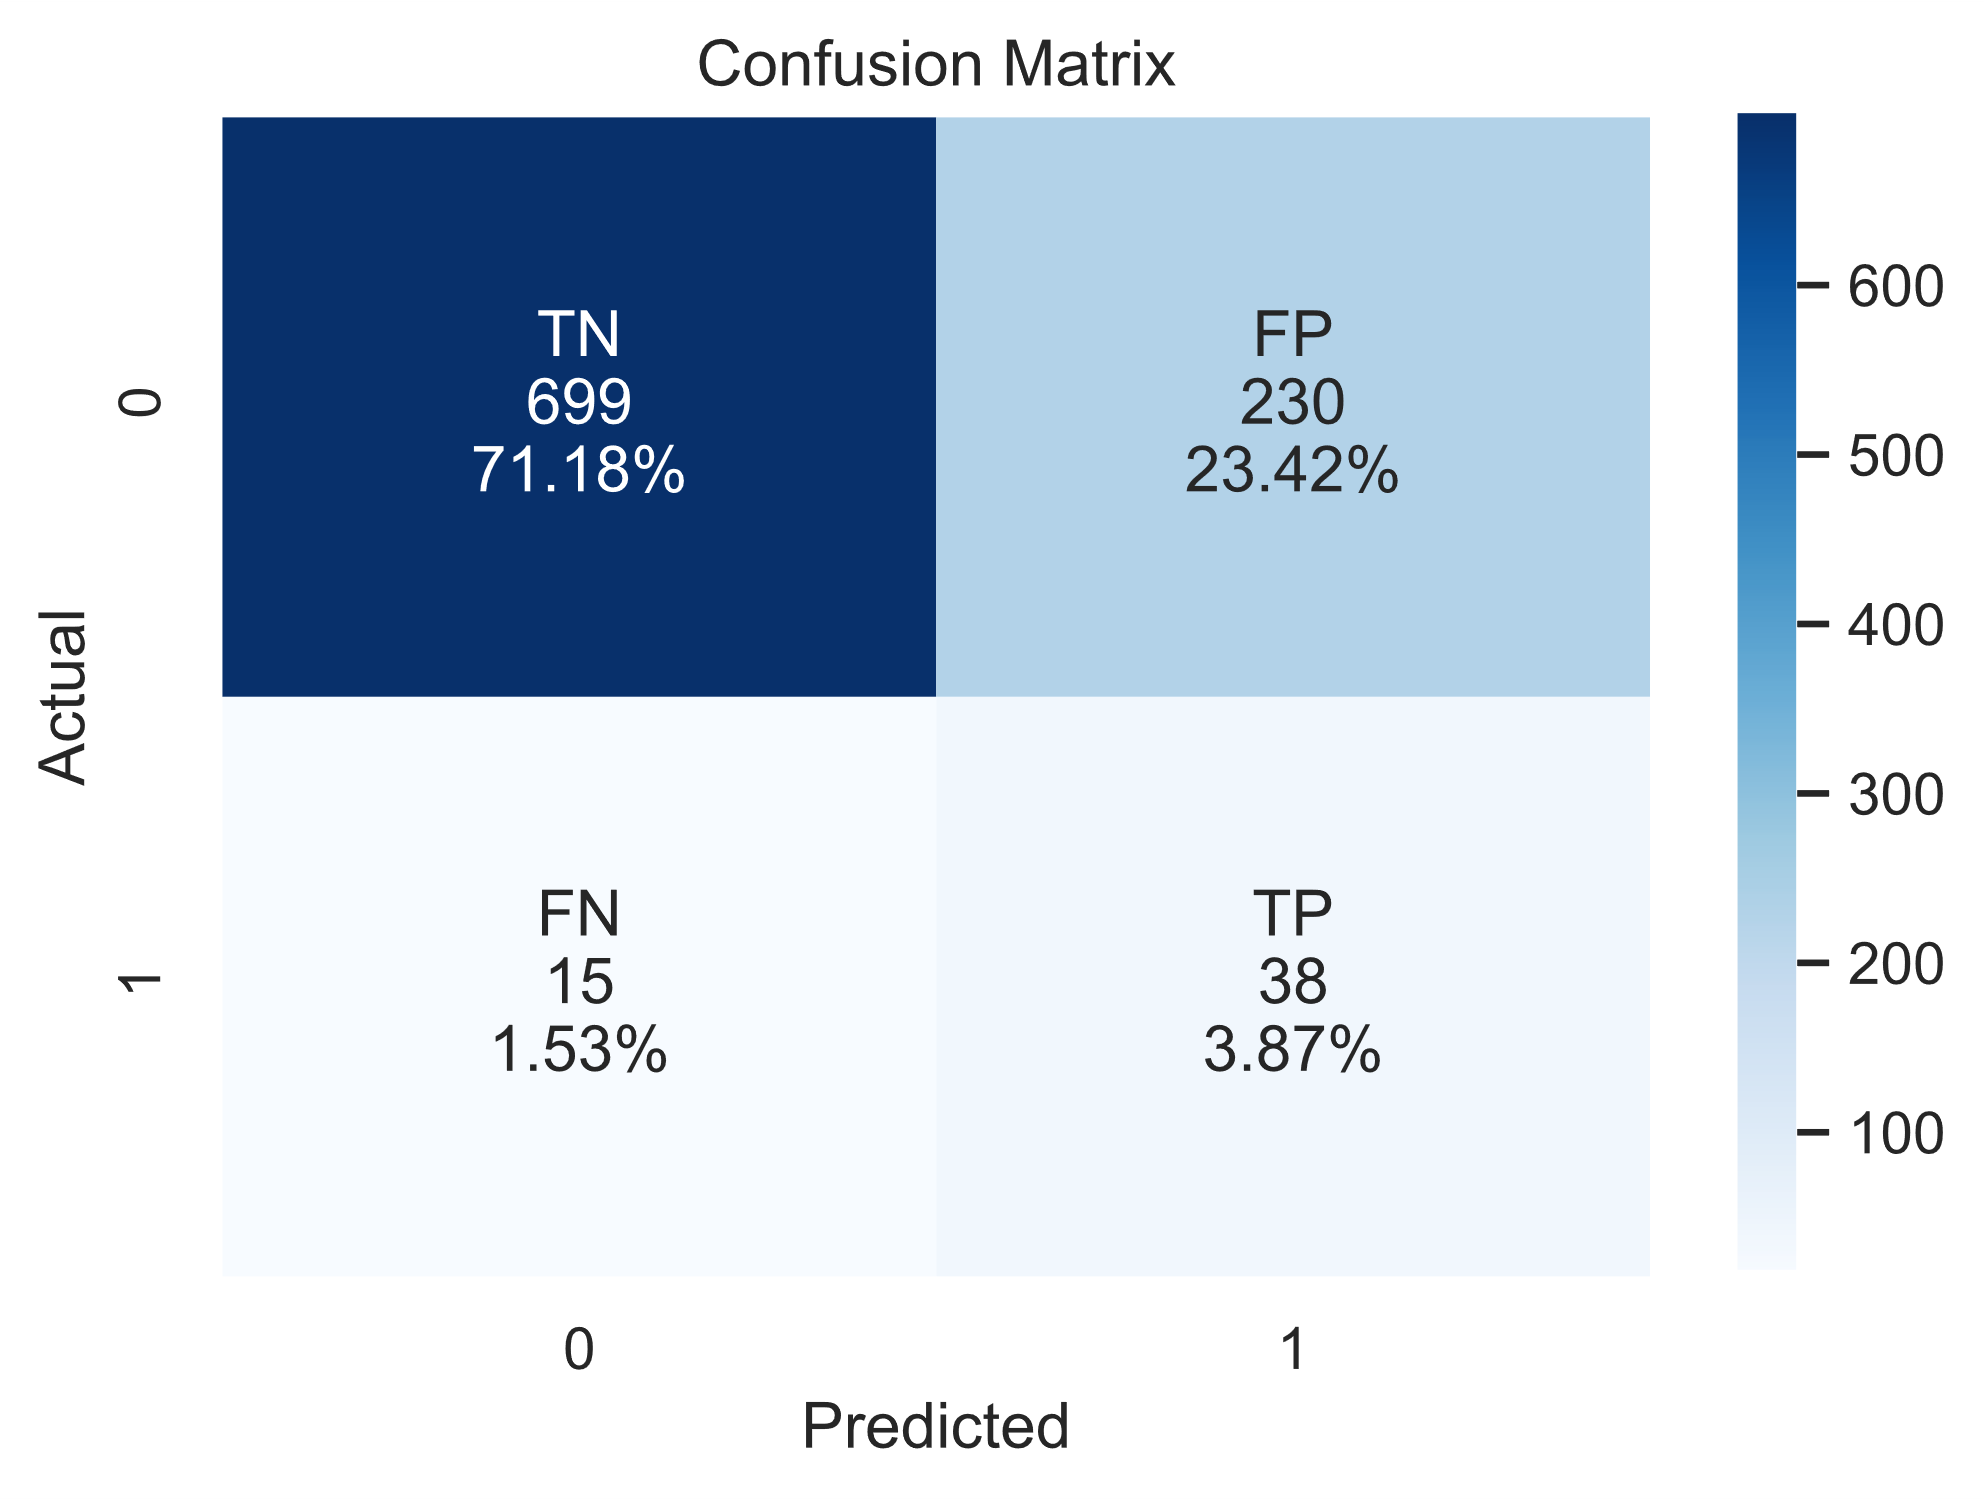 Confusion Matrix
TN
699
71.18%
FP
230
23.42%
FN
15
1.53%
TP
38
3.87%
0
1
Actual
0
1
Predicted
600
500
400
300
200
100